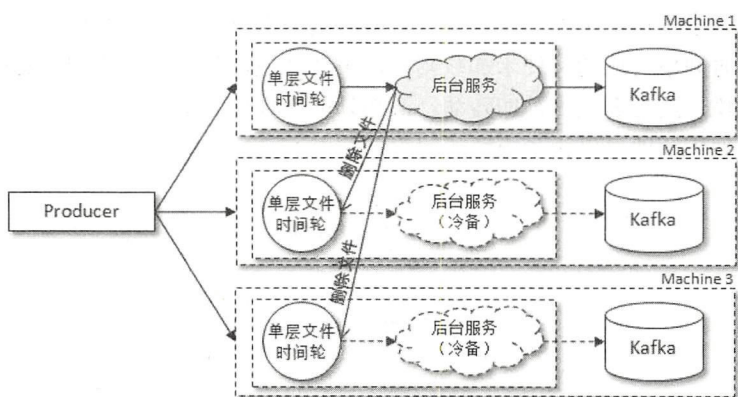 Machine 1
单层文件
时间轮
后台服务
Kafka
删除文件
Machine 2
Producer
单层文件
时间轮
后台服务
（冷备）
Kafka
删除文件
Machine 3
单层文件
时间轮
后台服务
（冷备）
Kafka